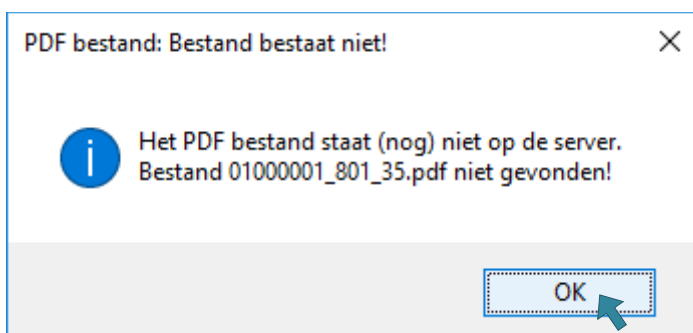 PDF bestand: Bestand bestaat niet!
Het PDF bestand staat (nog) niet op de server.
Bestand 01000001_801_35.pdf niet gevonden!
OK